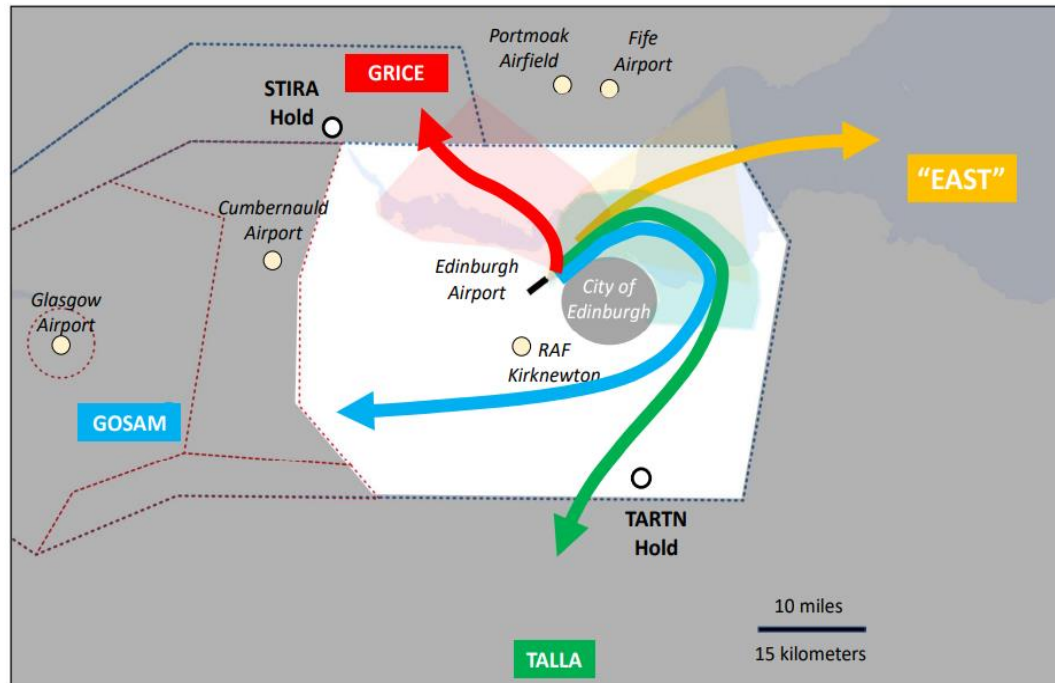 Portmoak
Airfield
Fife
Airport
GRICE
STIRA
Hold
"EAST"
Cumbernauld
Airport
Edinburgh
Airport
City of
Edinburgh
Glasgow
Airport
RAF
Kirknewton
GOSAM
TARTN
Hold
10 miles
15 kilometers
TALLA